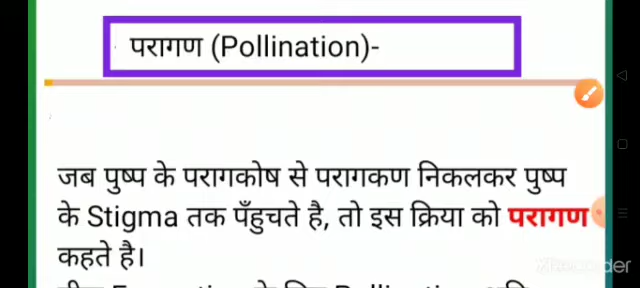 परागण (Pollination)-
जब पुष्प के परागकोष से परागकण निकलकर पुष्प
के Stigma तक पँहुचते है, तो इस क्रिया को परागण
कहते है।